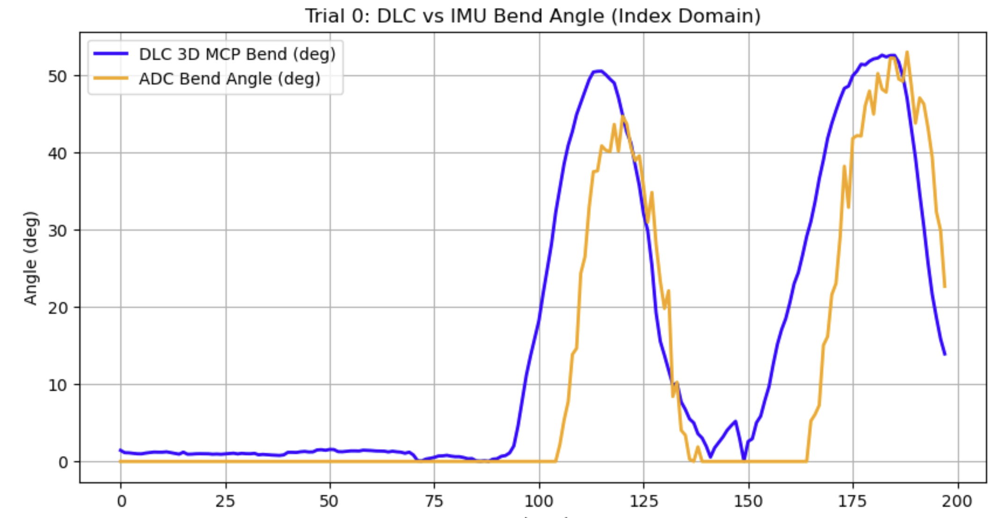 Trial 0: DLC vs IMU Bend Angle (Index Domain)
DLC 3D MCP Bend (deg)
ADC Bend Angle (deg)
Angle (deg)
50
40
30
20
10
0
0 25 50 75 100 125 150 175 200